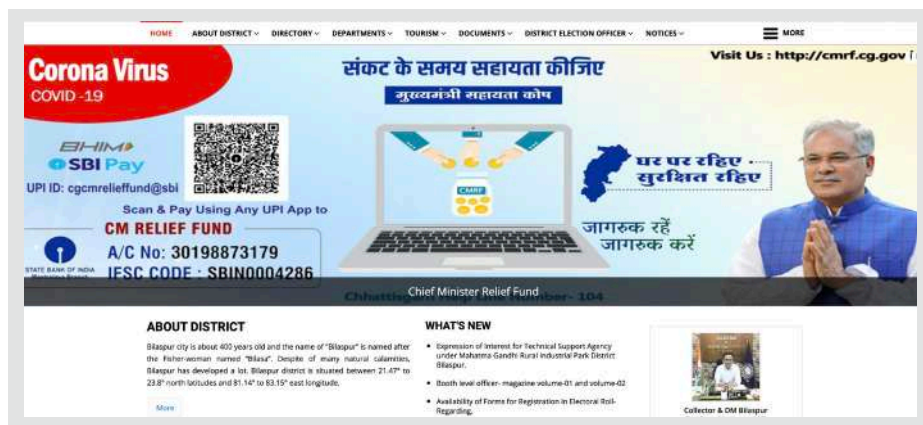 HOME ABOUT DISTRICT DIRECTORY DEPARTMENTS TOURISM DOCUMENTS DISTRICT ELECTION OFFICER NOTICES MORE
Visit Us : http://cmrf.cg.gov
Corona Virus
COVID -19
संकट के समय सहायता कीजिए
मुख्यमंत्री सहायता कोष
BHIM
SBI Pay
UPI ID: cgcmrelieffund@sbi
Scan & Pay Using Any UPI App to
CM RELIEF FUND
A/C No: 30198873179
IFSC CODE : SBIN0004286
STATE BANK OF INDIA
CMRF
घर पर रहिए
सुरक्षित रहिए
जागरुक रहें
जागरुक करें
Number- 104
Chief Minister Relief Fund
ABOUT DISTRICT
Bilaspur city is about 400 years old and the name of "Bilaspur" is named after
the Fisher-woman named "Bilasa". Despite of many natural calamities,
Bilaspur has developed a lot. Bilaspur district is situated between 21.47° to
23.8° north latitudes and 81.14° to 83.15° east longitude.
More
WHAT'S NEW
Expression of Interest for Technical Support Agency
under Mahatma Gandhi Rural Industrial Park District
Bilaspur.
Booth level officer- magazine volume-01 and volume-02
Availability of Forms for Registration in Electoral Roll-
Regarding.
Collector & DM Bilaspur